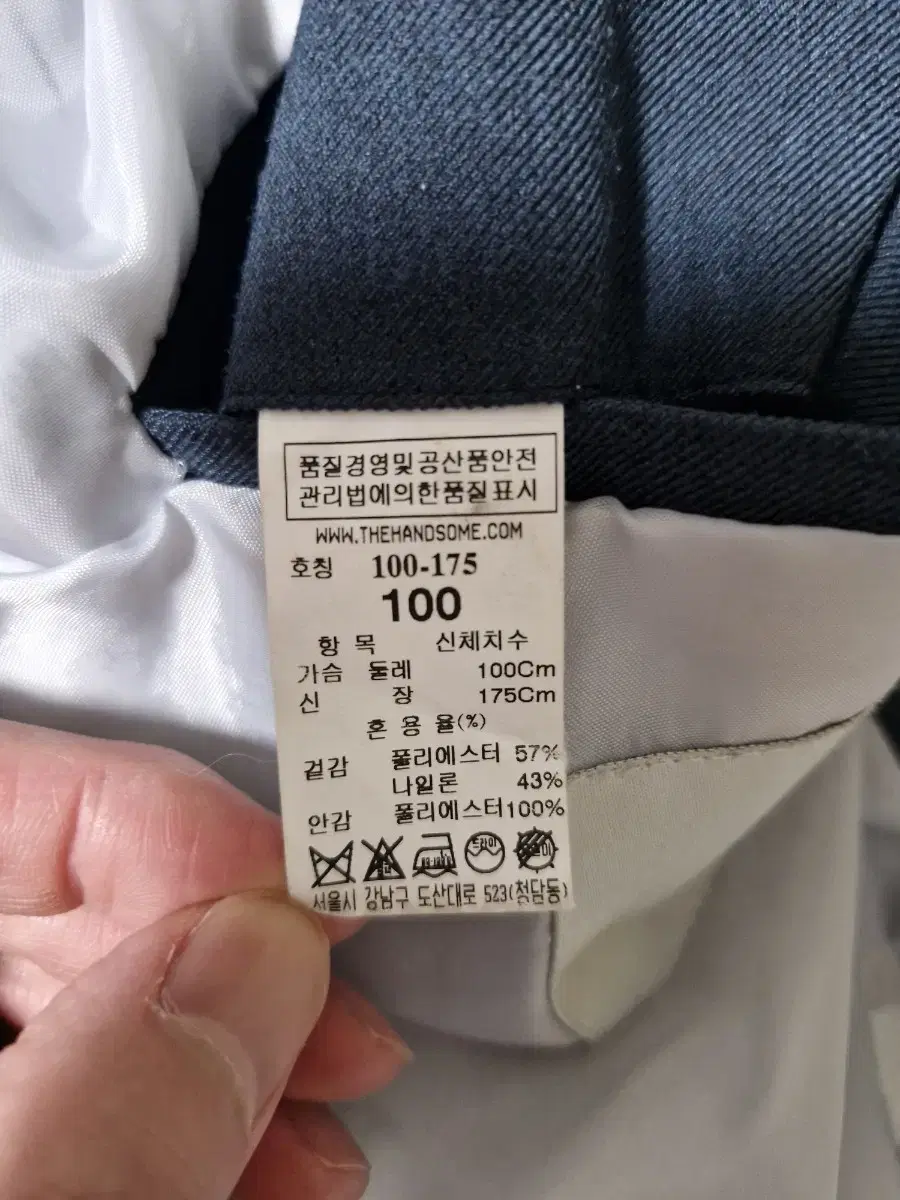 품질경영및공산품안전
관리법에의한품질표시
WWW.THEHANDSOME.COM
호칭 100-175
100
항 목 신체치수
가슴 둘레 100Cm
신 장 175Cm
혼 용 율(%)
겉감 폴리에스터 57%
나일론 43%
안감 폴리에스터 100%
드라이
서울시 강남구 도산대로 523(청담동)